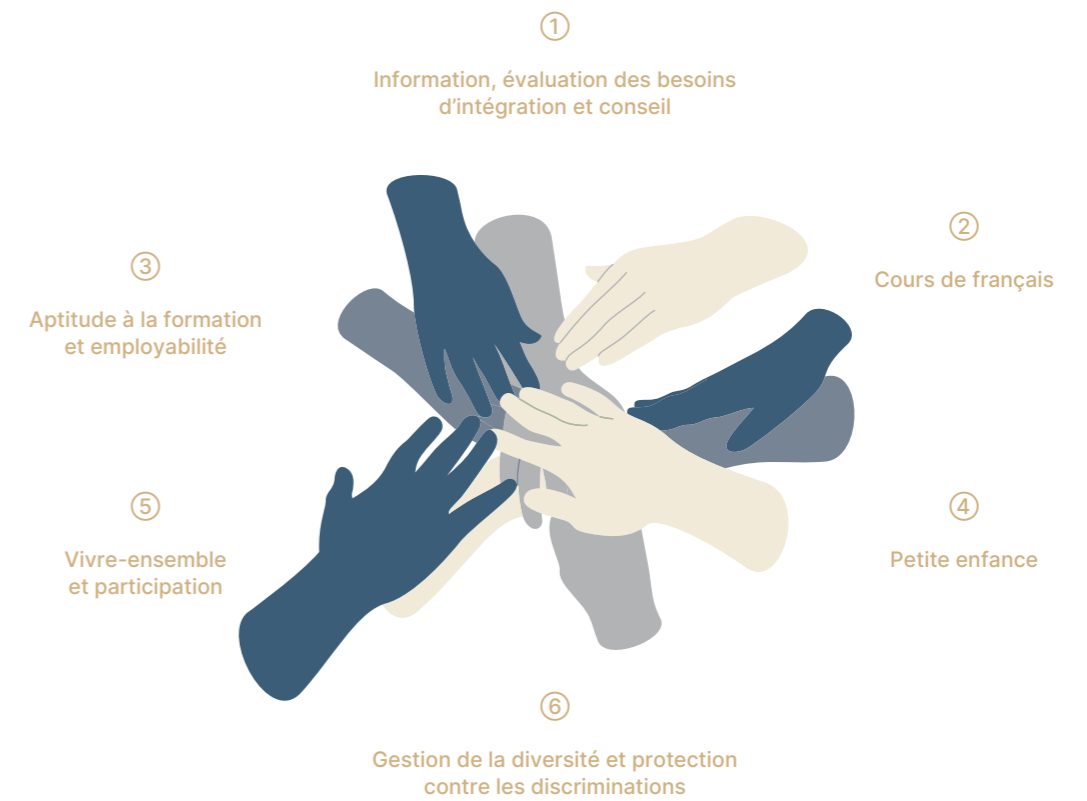 ①
Information, évaluation des besoins
d’intégration et conseil
②
Cours de français
③
Aptitude à la formation
et employabilité
④
Petite enfance
⑤
Vivre-ensemble
et participation
⑥
Gestion de la diversité et protection
contre les discriminations